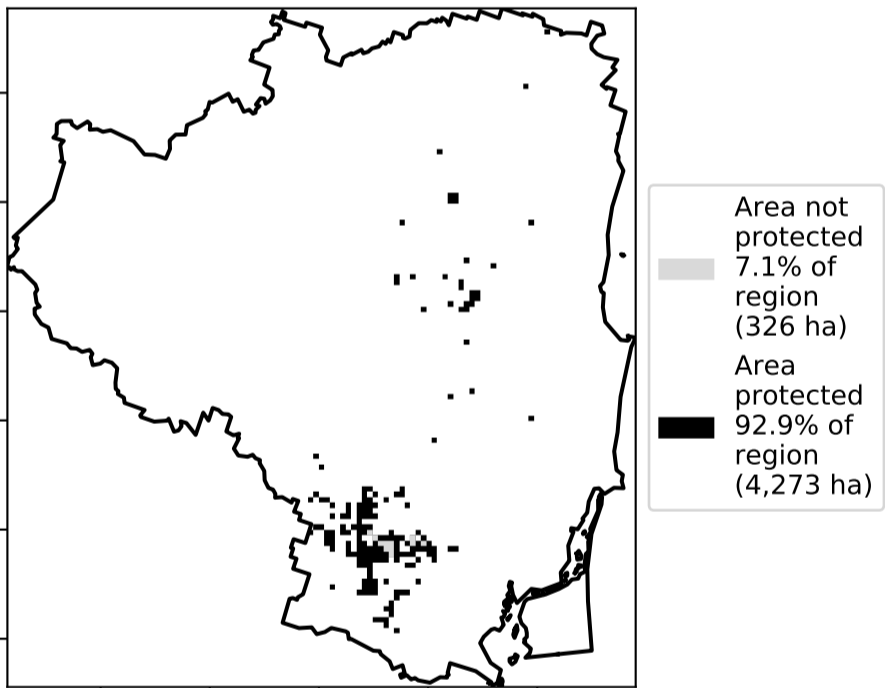 Area not
protected
7.1% of
region
(326 ha)
Area
protected
92.9% of
region
(4,273 ha)